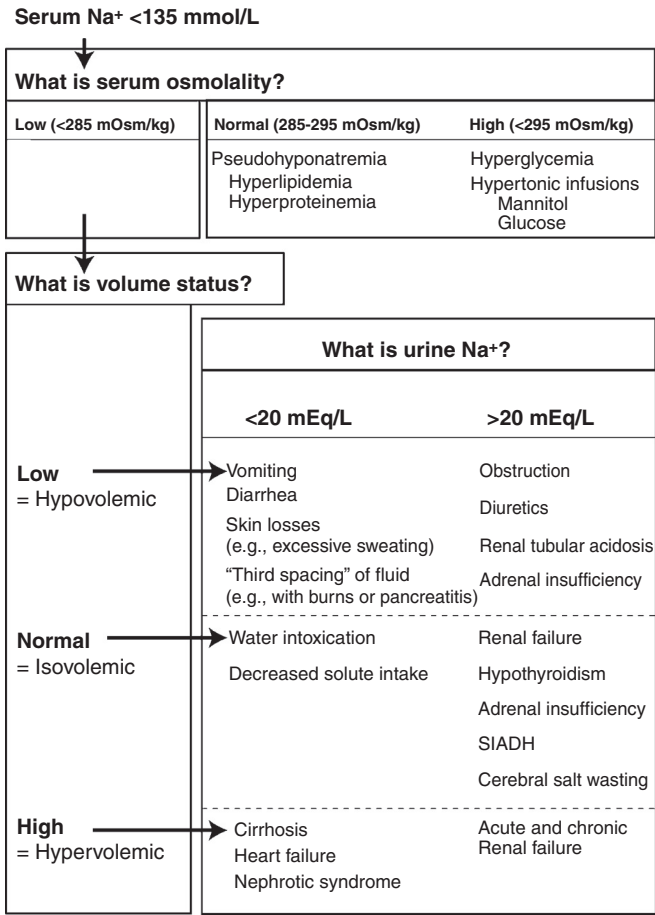 Serum Na⁺ <135 mmol/L
What is serum osmolality?
Low (<285 mOsm/kg)
Normal (285-295 mOsm/kg)
High (<295 mOsm/kg)
Pseudohyponatremia
Hyperlipidemia
Hyperproteinemia
Hyperglycemia
Hypertonic infusions
Mannitol
Glucose
What is volume status?
What is urine Na⁺?
<20 mEq/L
>20 mEq/L
Low
= Hypovolemic
Vomiting
Diarrhea
Skin losses
(e.g., excessive sweating)
“Third spacing” of fluid
(e.g., with burns or pancreatitis)
Obstruction
Diuretics
Renal tubular acidosis
Adrenal insufficiency
Normal
= Isovolemic
Water intoxication
Decreased solute intake
Renal failure
Hypothyroidism
Adrenal insufficiency
SIADH
Cerebral salt wasting
High
= Hypervolemic
Cirrhosis
Heart failure
Nephrotic syndrome
Acute and chronic
Renal failure